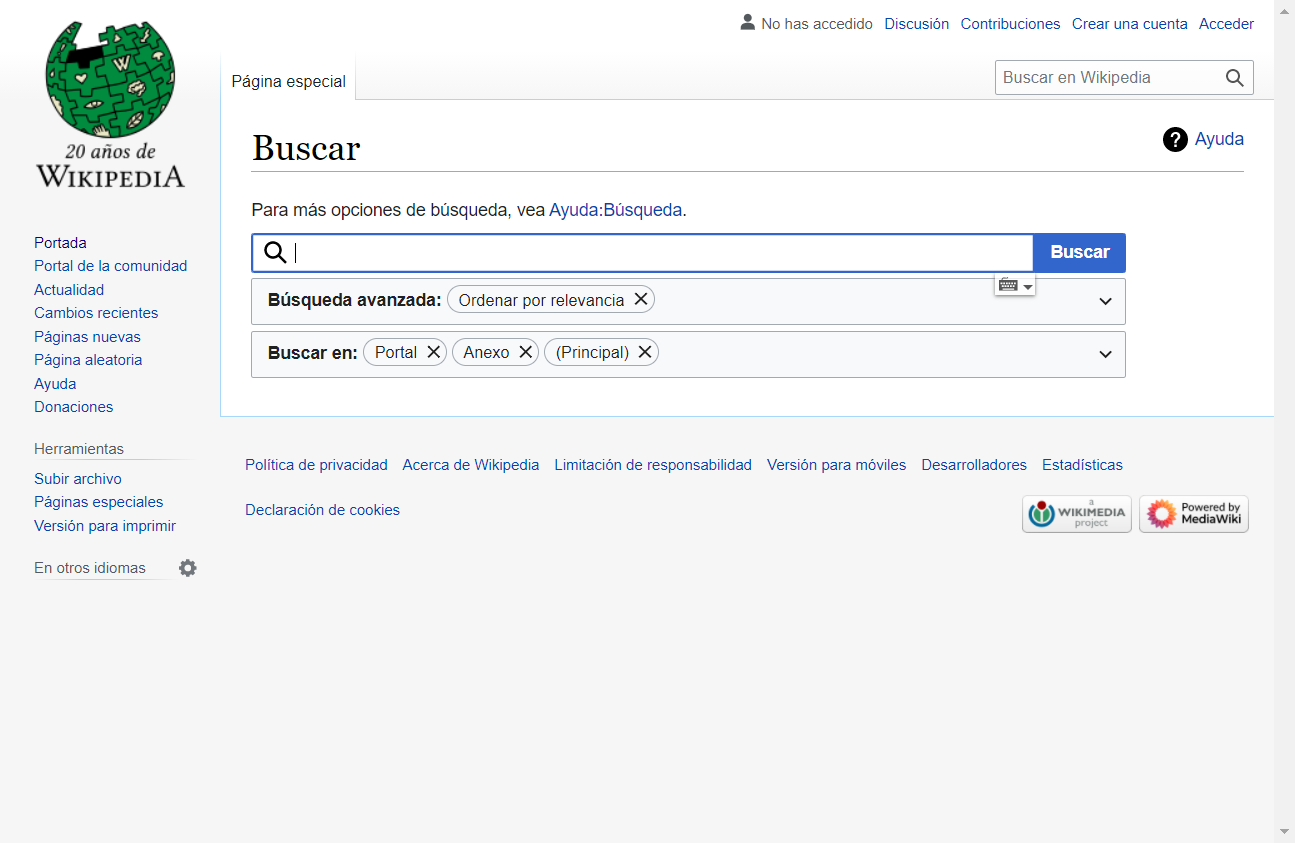 No has accedido Discusión Contribuciones Crear una cuenta Acceder
Página especial
Buscar en Wikipedia
20 años de
WIKIPEDIA
Buscar
Ayuda
Para más opciones de búsqueda, vea Ayuda:Búsqueda.
Buscar
Búsqueda avanzada: Ordenar por relevancia
Buscar en: Portal Anexo (Principal)
Portada
Portal de la comunidad
Actualidad
Cambios recientes
Páginas nuevas
Página aleatoria
Ayuda
Donaciones
Herramientas
Subir archivo
Páginas especiales
Versión para imprimir
En otros idiomas
Política de privacidad Acerca de Wikipedia Limitación de responsabilidad Versión para móviles Desarrolladores Estadísticas
Declaración de cookies
a
WIKIMEDIA
project
Powered by
MediaWiki